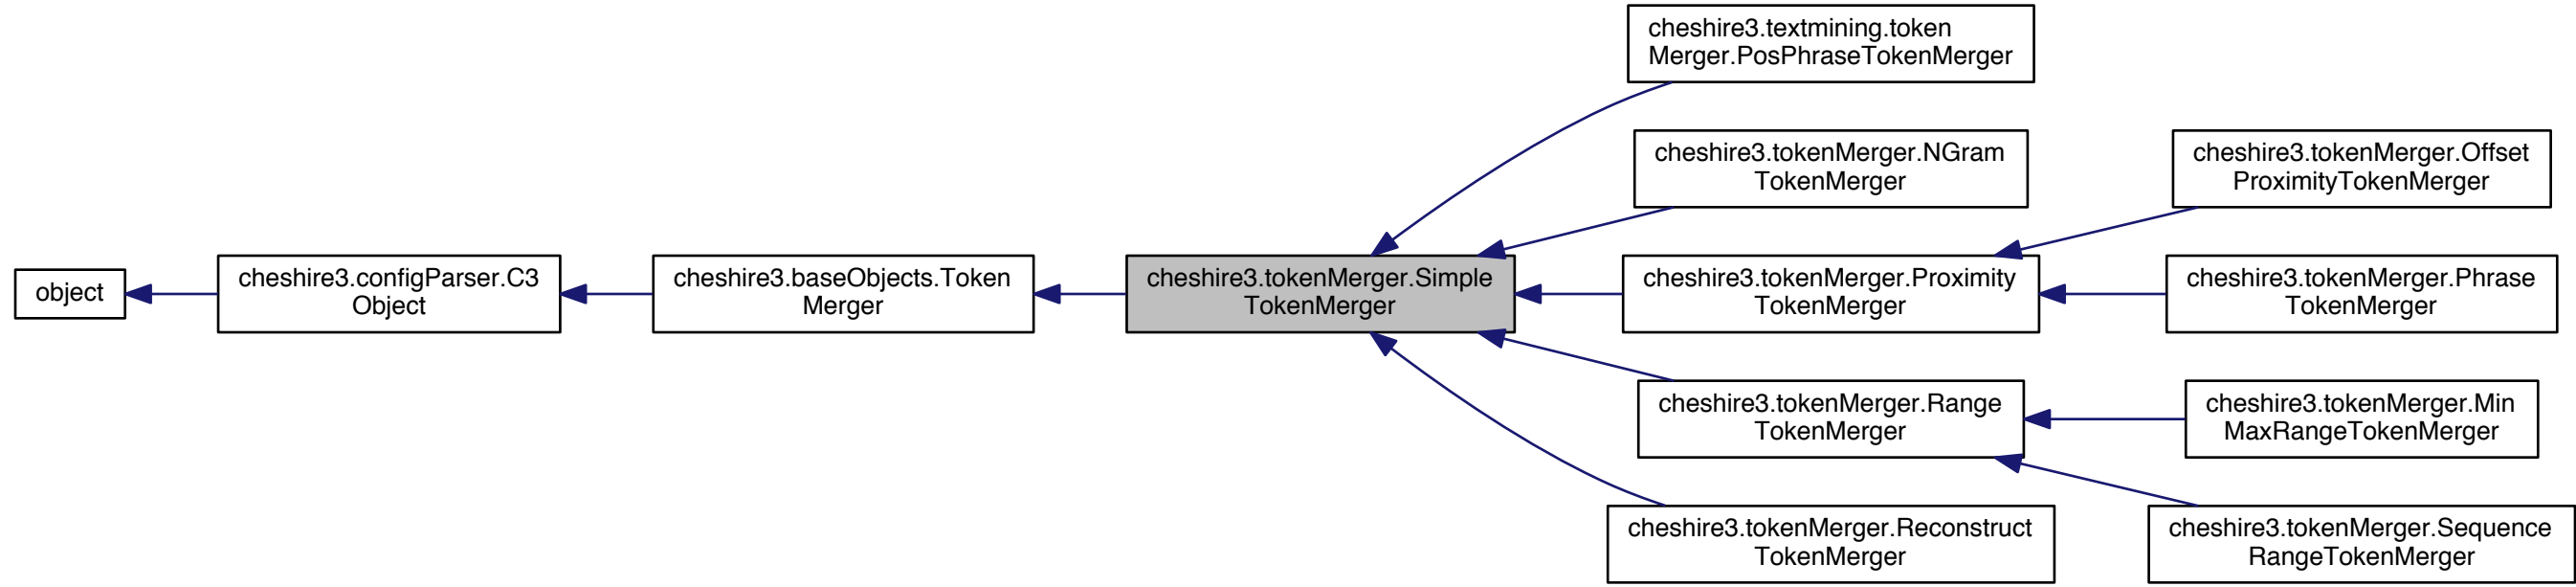 object
cheshire3.configParser.C3
Object
cheshire3.baseObjects.Token
Merger
cheshire3.tokenMerger.Simple
TokenMerger
cheshire3.textmining.token
Merger.PosPhraseTokenMerger
cheshire3.tokenMerger.NGram
TokenMerger
cheshire3.tokenMerger.Proximity
TokenMerger
cheshire3.tokenMerger.Range
TokenMerger
cheshire3.tokenMerger.Reconstruct
TokenMerger
cheshire3.tokenMerger.Offset
ProximityTokenMerger
cheshire3.tokenMerger.Phrase
TokenMerger
cheshire3.tokenMerger.Min
MaxRangeTokenMerger
cheshire3.tokenMerger.Sequence
RangeTokenMerger